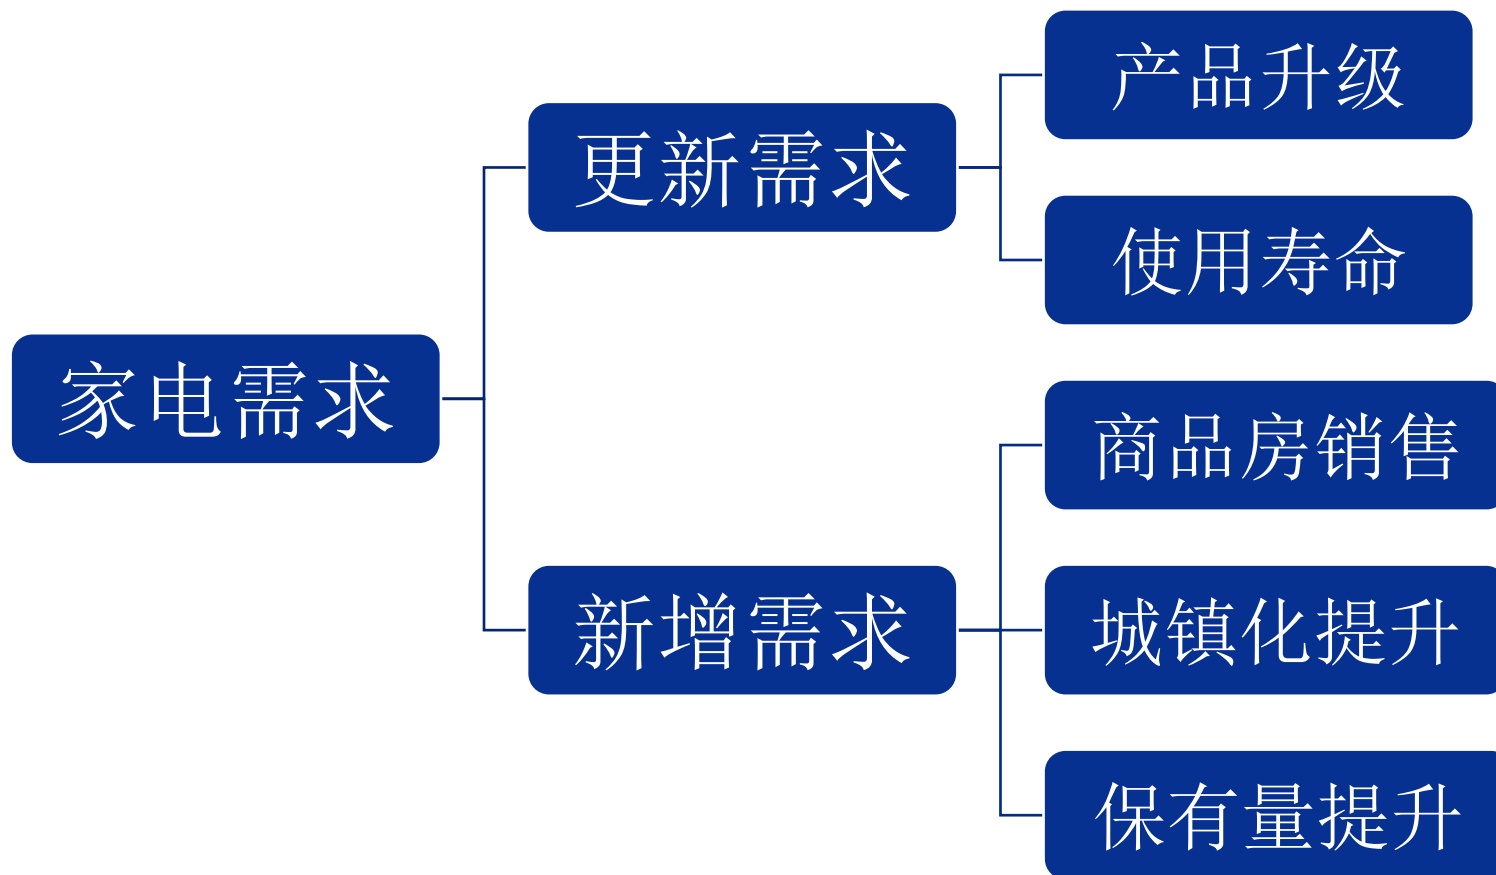 家电需求
更新需求
产品升级
使用寿命
新增需求
商品房销售
城镇化提升
保有量提升